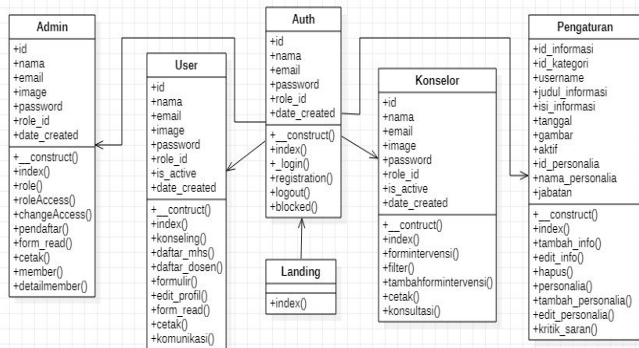 Admin
+id
+nama
+email
+image
+password
+role_id
+date_created
+__construct()
+index()
+role()
+roleAccess()
+changeAccess()
+pendaftar()
+form_read()
+cetak()
+member()
+detailmember()
User
+id
+nama
+email
+image
+password
+role_id
+is_active
+date_created
+__contruct()
+index()
+konseling()
+daftar_mhs()
+daftar_dosen()
+formulir()
+edit_profil()
+form_read()
+cetak()
+komunikasi()
Auth
+id
+nama
+email
+password
+role_id
+date_created
+__construct()
+index()
+_login()
+registration()
+logout()
+blocked()
Landing
+index()
Konselor
+id
+nama
+email
+image
+password
+role_id
+is_active
+date_created
+__contruct()
+index()
+formintervensi()
+filter()
+tambahformintervensi()
+cetak()
+konsultasi()
Pengaturan
+id_informasi
+id_kategori
+username
+judul_informasi
+isi_informasi
+tanggal
+gambar
+aktif
+id_personalia
+nama_personalia
+jabatan
+__construct()
+index()
+tambah_info()
+edit_info()
+hapus()
+personalia()
+tambah_personalia()
+edit_personalia()
+kritik_saran()